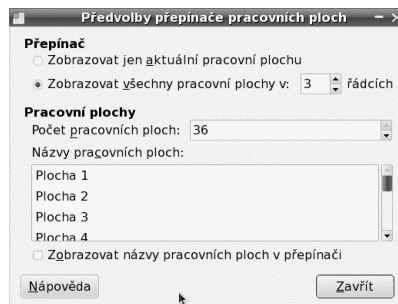 Předvolby přepínače pracovních ploch
Přepínač
Zobrazovat jen aktuální pracovní plochu
Zobrazovat všechny pracovní plochy v: 3 řádcích
Pracovní plochy
Počet pracovních ploch: 36
Názvy pracovních ploch:
Plocha 1
Plocha 2
Plocha 3
Plocha 4
Zobrazovat názvy pracovních ploch v přepínači
Nápověda Zavřít